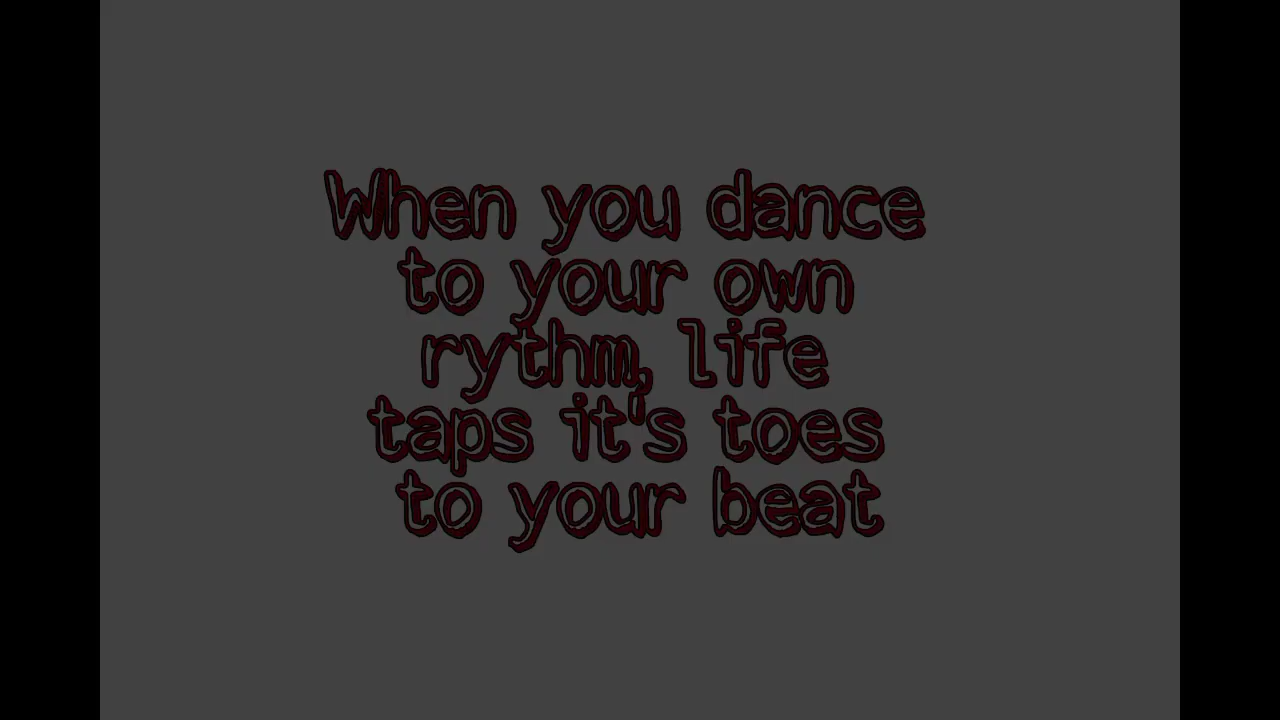 When you dance
to your own
rythm, life
taps it's toes
to your beat